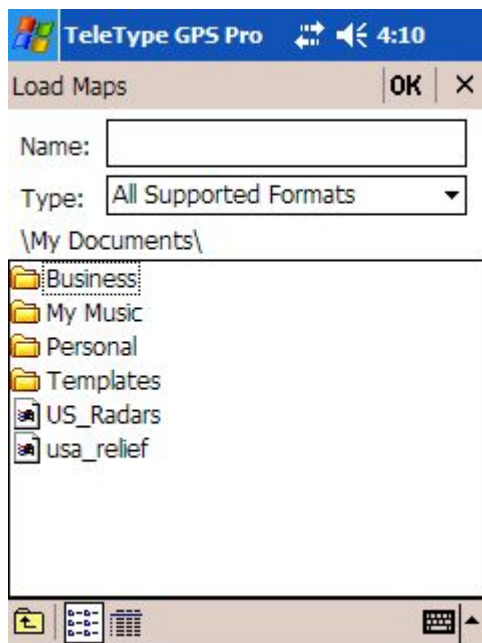 TeleType GPS Pro 4:10
Load Maps OK
Name:
Type: All Supported Formats
\My Documents\
Business
My Music
Personal
Templates
US_Radars
usa_relief